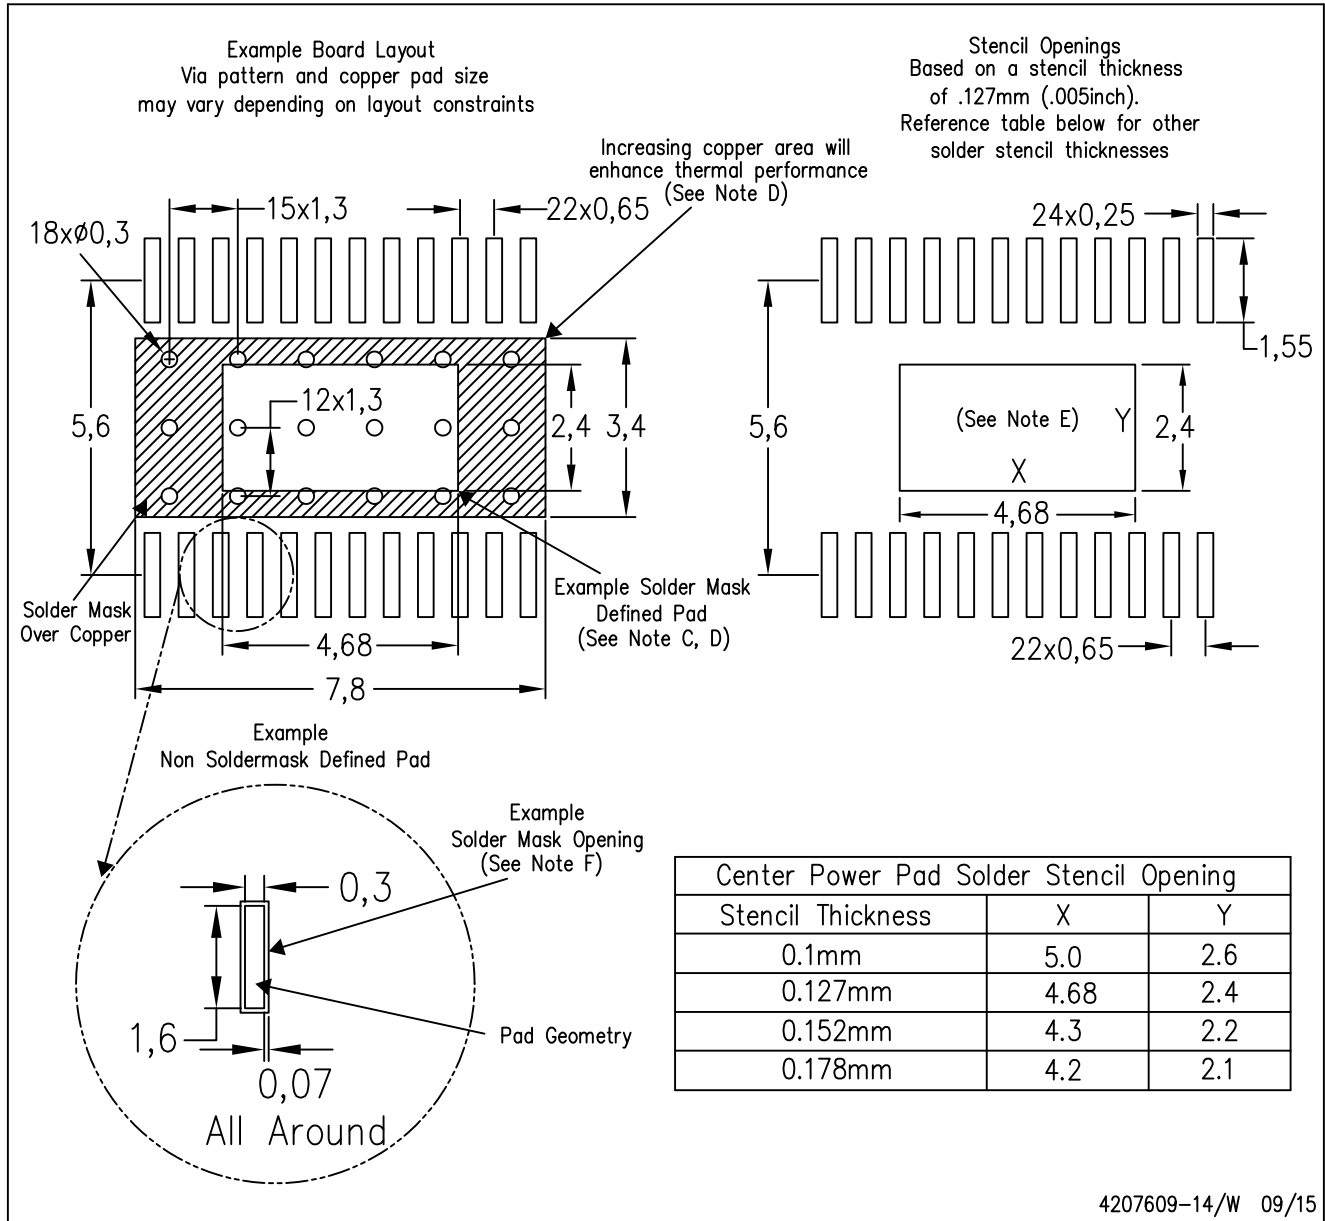 Example Board Layout
Via pattern and copper pad size
may vary depending on layout constraints
Stencil Openings
Based on a stencil thickness
of .127mm (.005inch).
Reference table below for other
solder stencil thicknesses
Increasing copper area will
enhance thermal performance
(See Note D)
15x1,3
22x0,65
18xø0,3
24x0,25
1,55
5,6
12x1,3
2,4
3,4
5,6
(See Note E)
Y
2,4
X
4,68
Solder Mask
Over Copper
Example Solder Mask
Defined Pad
(See Note C, D)
4,68
7,8
22x0,65
Example
Non Soldermask Defined Pad
Example
Solder Mask Opening
(See Note F)
0,3
1,6
Pad Geometry
0,07
All Around
Center Power Pad Solder Stencil Opening
Stencil Thickness X Y
0.1mm 5.0 2.6
0.127mm 4.68 2.4
0.152mm 4.3 2.2
0.178mm 4.2 2.1
4207609-14/W 09/15